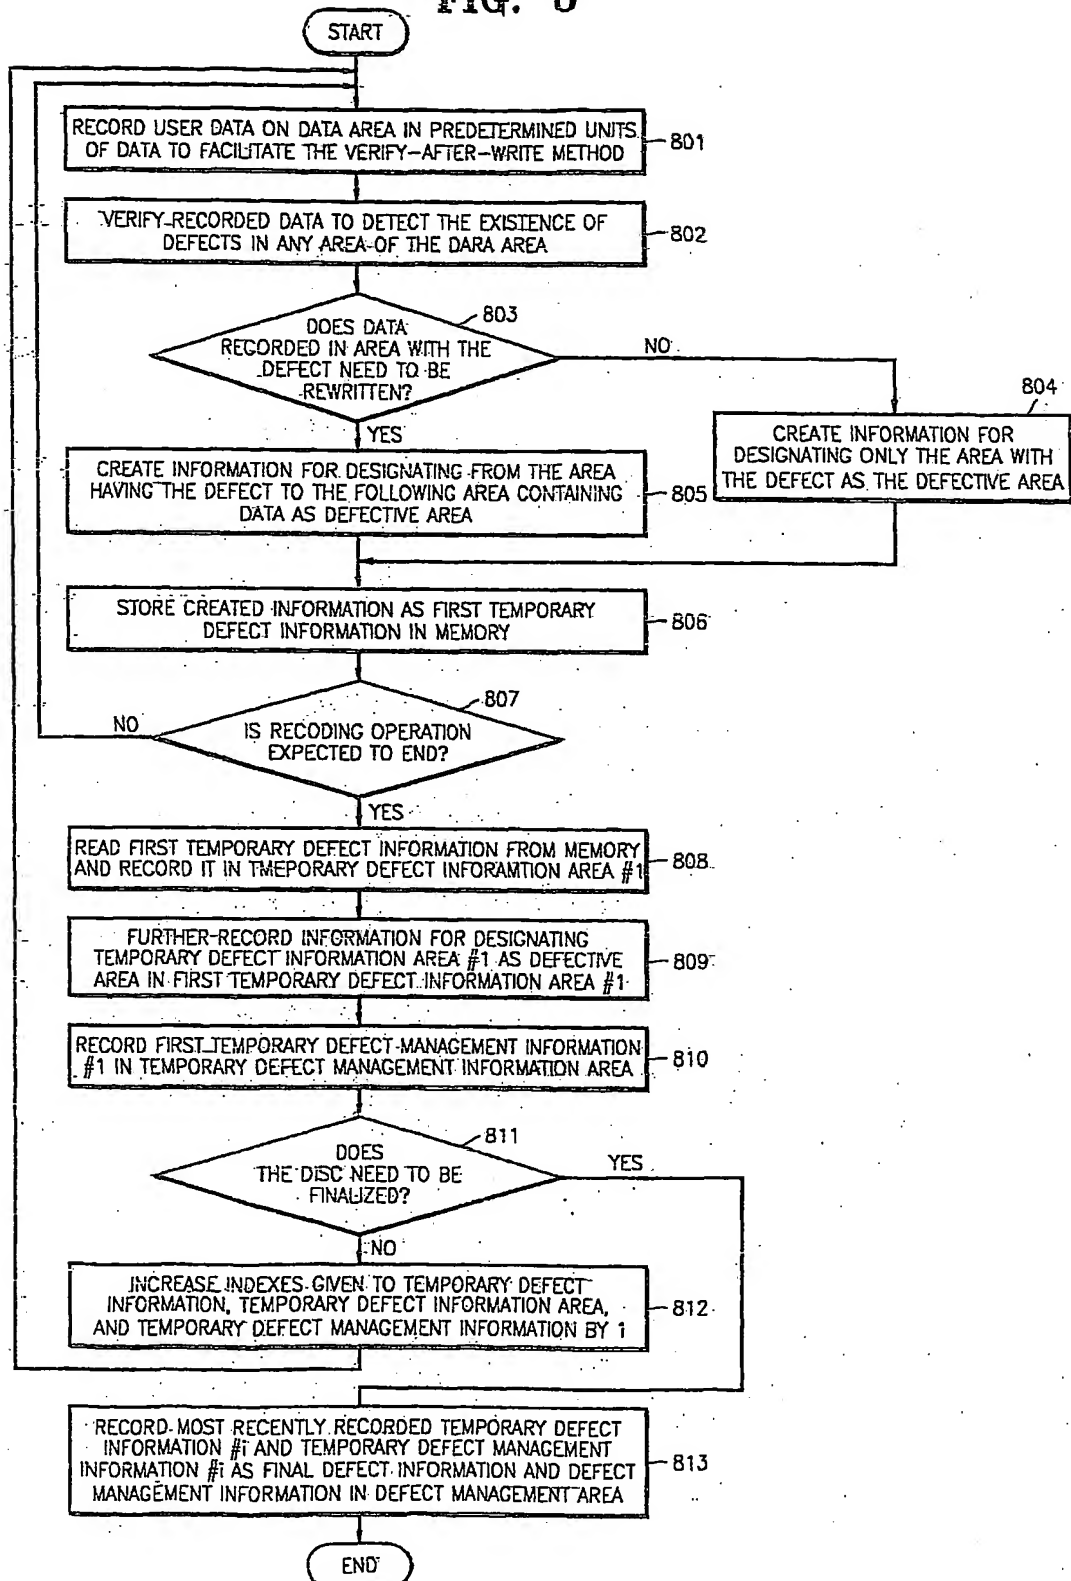 START
RECORD USER DATA ON DATA AREA IN PREDETERMINED UNITS
OF DATA TO FACILITATE THE VERIFY-AFTER-WRITE METHOD
801
VERIFY RECORDED DATA TO DETECT THE EXISTENCE OF
DEFECTS IN ANY AREA OF THE DARA AREA
802
803
DOES DATA
RECORDED IN AREA WITH THE
DEFECT NEED TO BE
REWRITTEN?
NO
YES
804
CREATE INFORMATION FOR
DESIGNATING ONLY THE AREA WITH
THE DEFECT AS THE DEFECTIVE AREA
CREATE INFORMATION FOR DESIGNATING FROM THE AREA
HAVING THE DEFECT TO THE FOLLOWING AREA CONTAINING
DATA AS DEFECTIVE AREA
805
STORE CREATED INFORMATION AS FIRST TEMPORARY
DEFECT INFORMATION IN MEMORY
806
807
IS RECODING OPERATION
EXPECTED TO END?
NO
YES
READ FIRST TEMPORARY DEFECT INFORMATION FROM MEMORY
AND RECORD IT IN TMEPORARY DEFECT INFORAMTION AREA #1
808
FURTHER RECORD INFORMATION FOR DESIGNATING
TEMPORARY DEFECT INFORMATION AREA #1 AS DEFECTIVE
AREA IN FIRST TEMPORARY DEFECT INFORMATION AREA #1
809
RECORD FIRST TEMPORARY DEFECT MANAGEMENT INFORMATION
#1 IN TEMPORARY DEFECT MANAGEMENT INFORMATION AREA
810
811
DOES
THE DISC NEED TO BE
FINALIZED?
YES
NO
INCREASE INDEXES GIVEN TO TEMPORARY DEFECT
INFORMATION, TEMPORARY DEFECT INFORMATION AREA,
AND TEMPORARY DEFECT MANAGEMENT INFORMATION BY 1
812
RECORD MOST RECENTLY RECORDED TEMPORARY DEFECT
INFORMATION #i AND TEMPORARY DEFECT MANAGEMENT
INFORMATION #i AS FINAL DEFECT INFORMATION AND DEFECT
MANAGEMENT INFORMATION IN DEFECT MANAGEMENT AREA
813
END